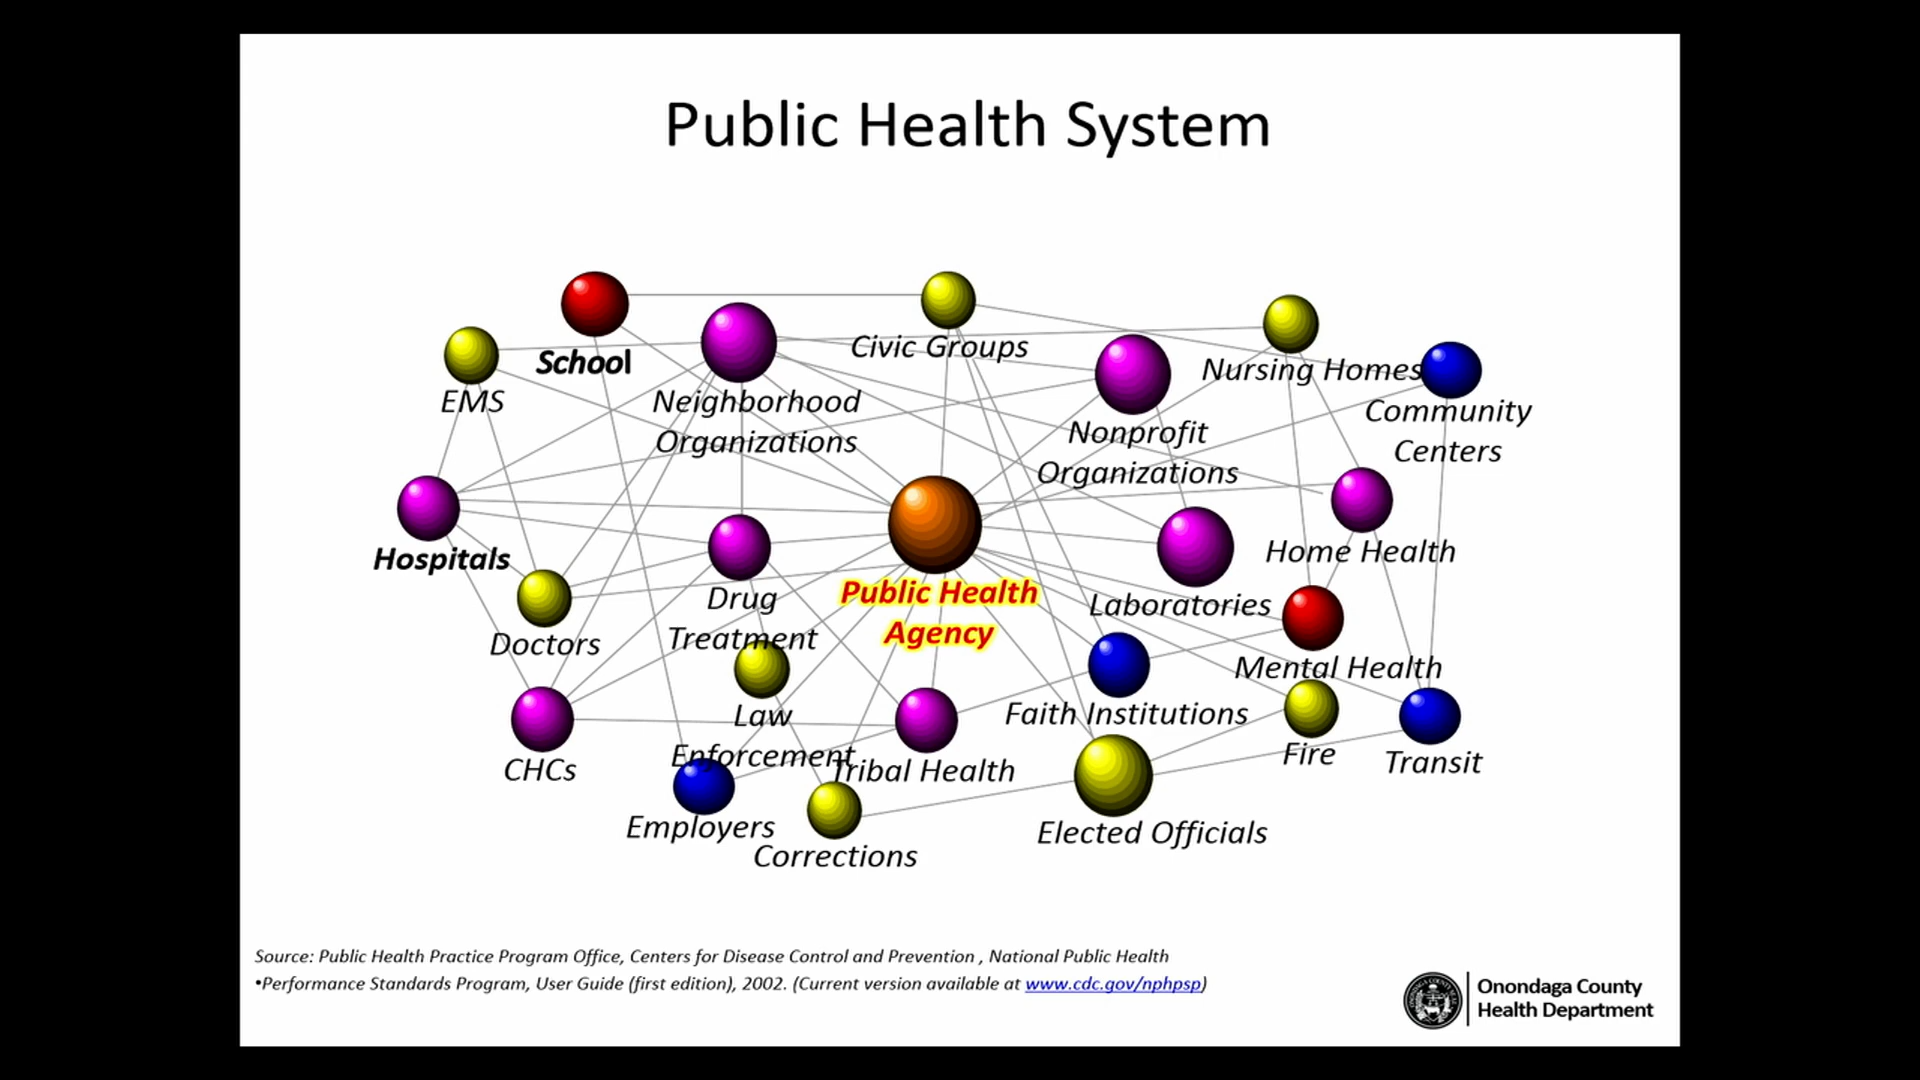 Public Health System
School
Civic Groups
Nursing Homes
EMS
Neighborhood
Organizations
Nonprofit
Organizations
Community
Centers
Hospitals
Home Health
Drug
Treatment
Public Health
Agency
Laboratories
Doctors
Mental Health
Law
Enforcement
Faith Institutions
Fire
Transit
CHCs
Tribal Health
Employers
Corrections
Elected Officials
Source: Public Health Practice Program Office, Centers for Disease Control and Prevention , National Public Health
•Performance Standards Program, User Guide (first edition), 2002. (Current version available at www.cdc.gov/nphpsp)
Onondaga County
Health Department